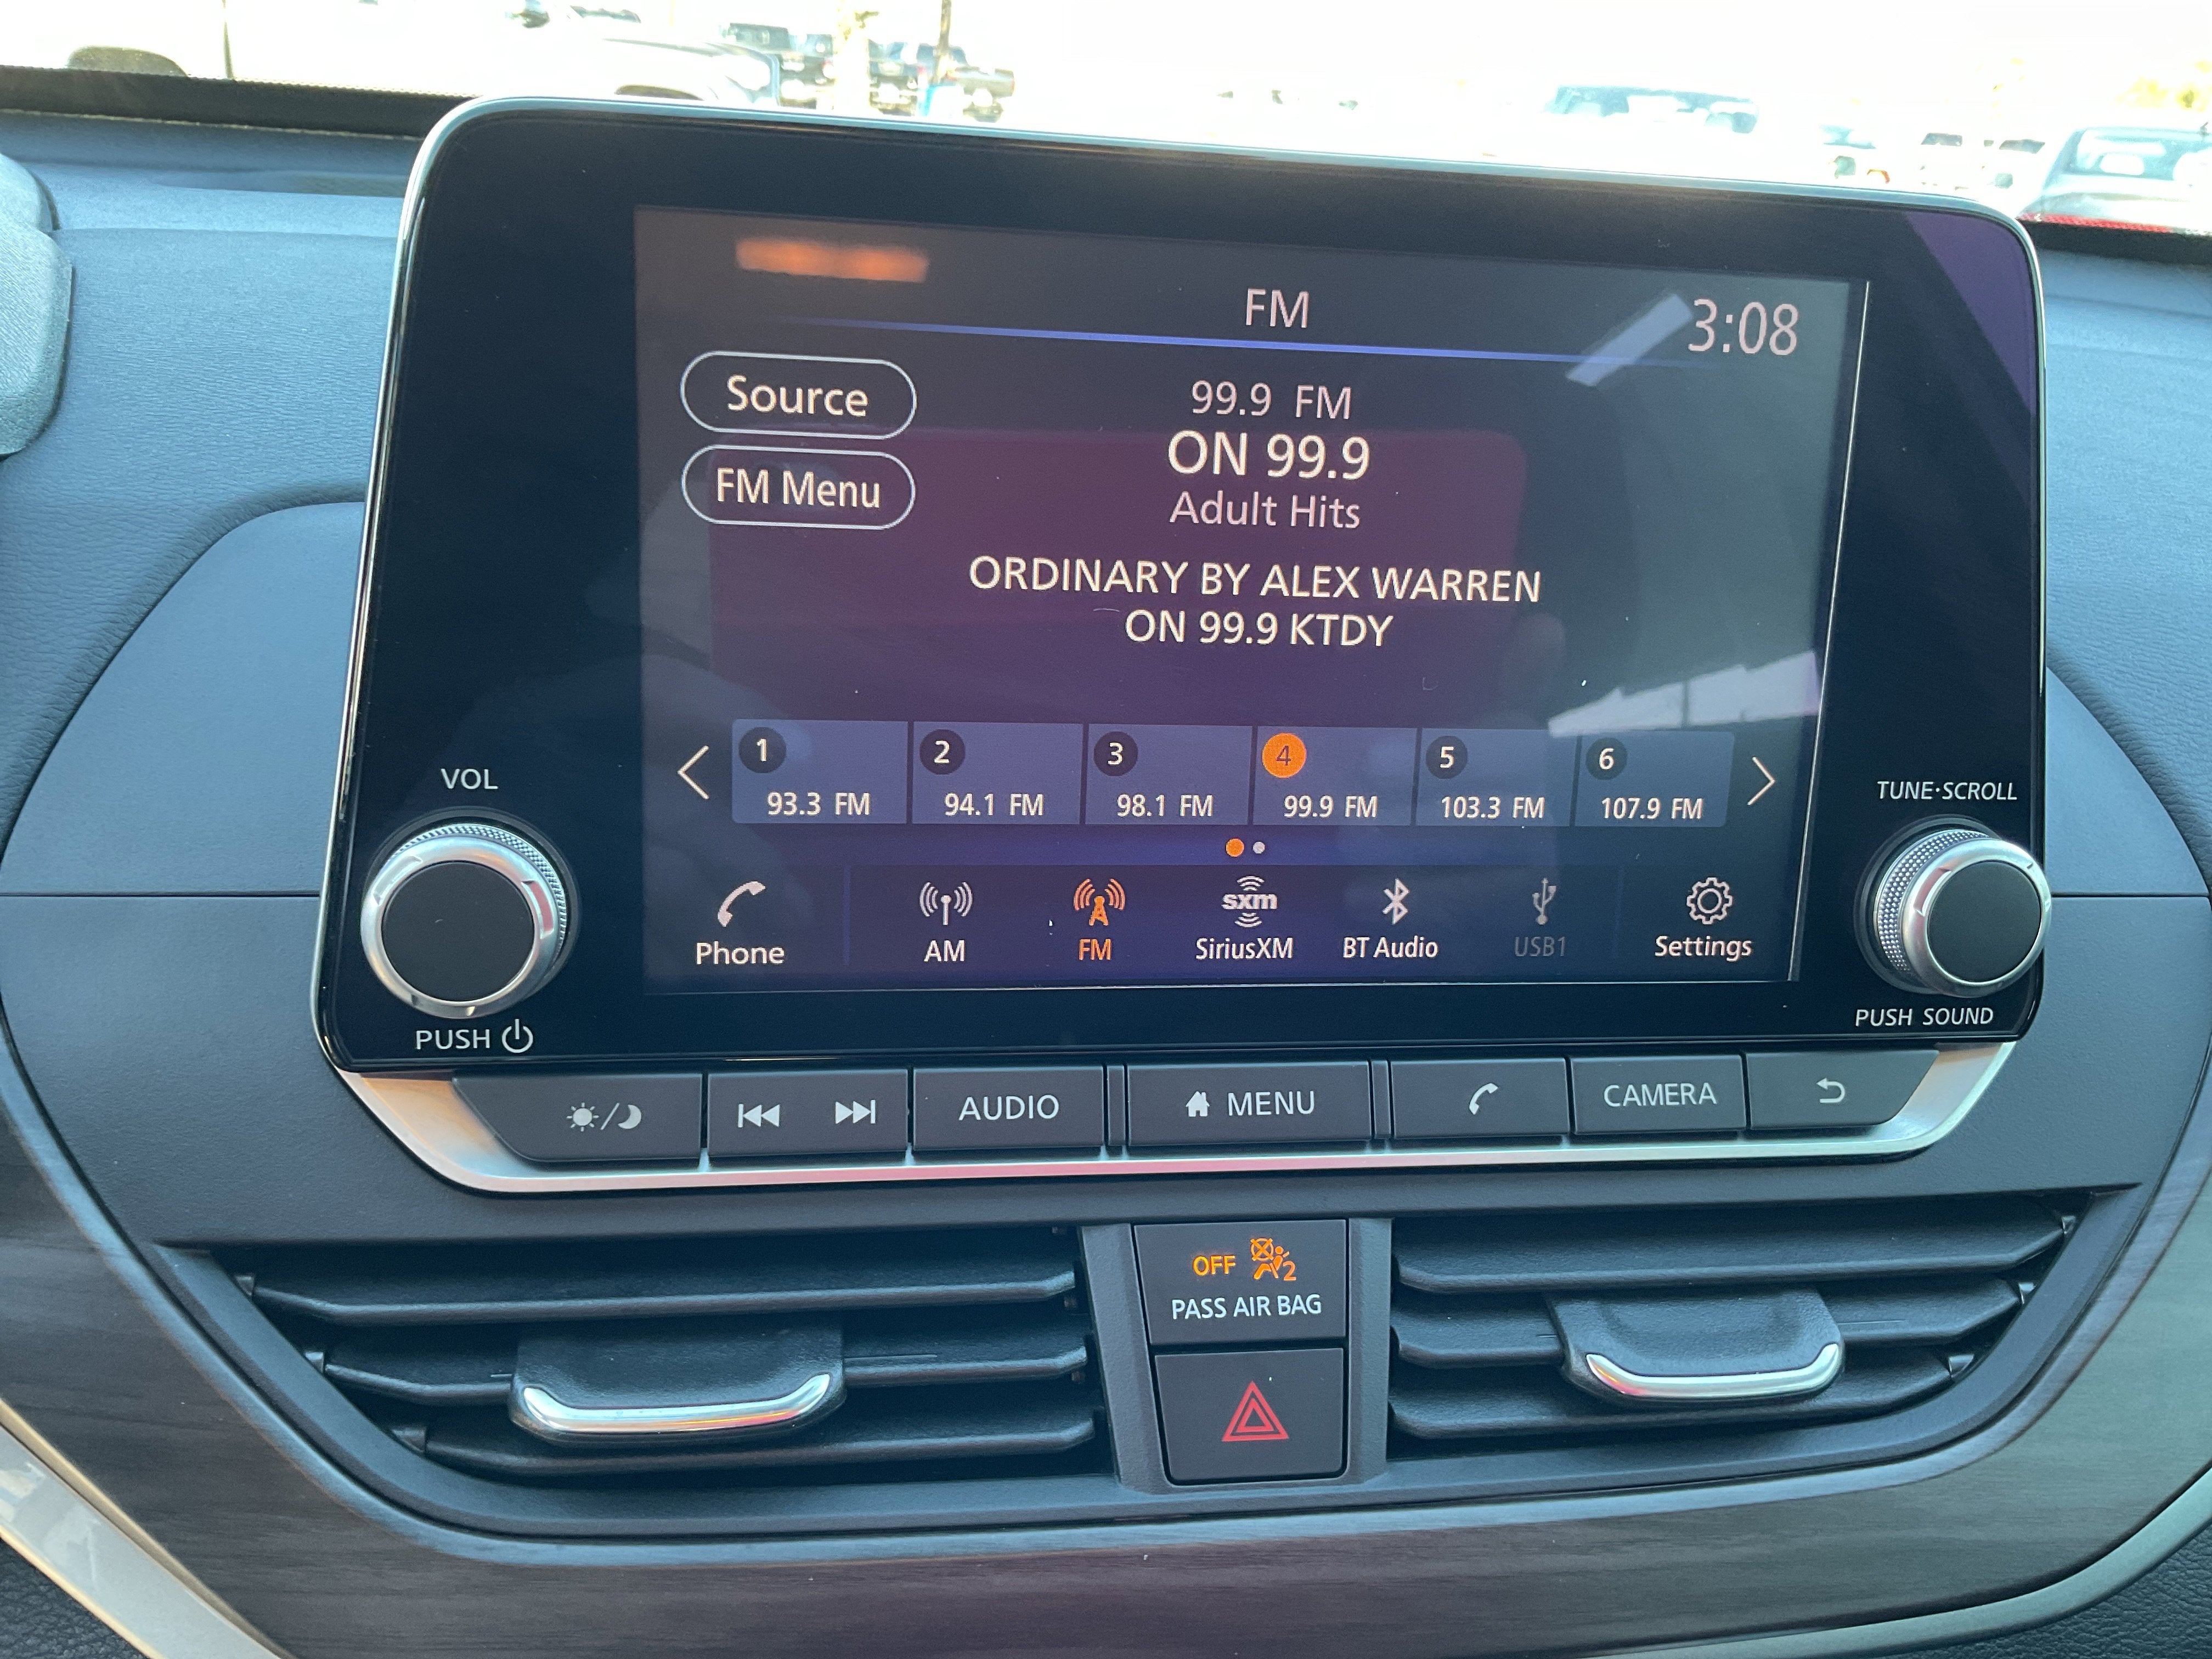 FM
3:08
Source
99.9 FM
ON 99.9
FM Menu
Adult Hits
ORDINARY BY ALEX WARREN
ON 99.9 KTDY
1
2
3
4
5
6
93.3 FM
94.1 FM
98.1 FM
99.9 FM
103.3 FM
107.9 FM
VOL
TUNE·SCROLL
sxm
Phone
AM
FM
SiriusXM
BT Audio
USB1
Settings
PUSH
PUSH SOUND
AUDIO
MENU
CAMERA
OFF 2
PASS AIR BAG